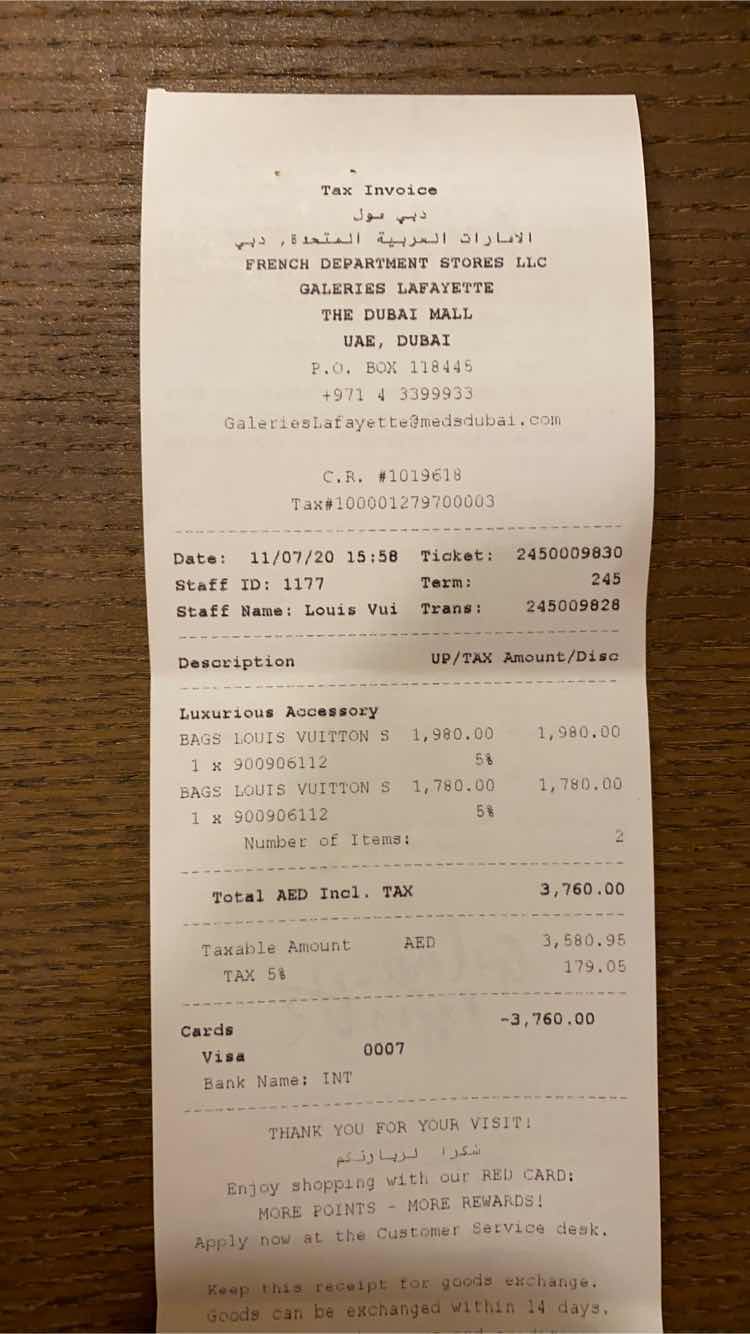 Tax Invoice
دبي مول
الامارات العربية المتحدة, دبي
FRENCH DEPARTMENT STORES LLC
GALERIES LAFAYETTE
THE DUBAI MALL
UAE, DUBAI
P.O. BOX 118445
+971 4 3399933
GaleriesLafayette@medsdubai.com
C.R. #1019618
Tax#100001279700003
Date: 11/07/20 15:58 Ticket: 2450009830
Staff ID: 1177 Term: 245
Staff Name: Louis Vui Trans: 245009828
Description UP/TAX Amount/Disc
Luxurious Accessory
BAGS LOUIS VUITTON S 1,980.00 1,980.00
1 x 900906112 5%
BAGS LOUIS VUITTON S 1,780.00 1,780.00
1 x 900906112 5%
Number of Items: 2
Total AED Incl. TAX 3,760.00
Taxable Amount AED 3,580.95
TAX 5% 179.05
Cards -3,760.00
Visa 0007
Bank Name: INT
THANK YOU FOR YOUR VISIT!
شكرا لزيارتكم
Enjoy shopping with our RED CARD:
MORE POINTS - MORE REWARDS!
Apply now at the Customer Service desk.
Keep this receipt for goods exchange.
Goods can be exchanged within 14 days,